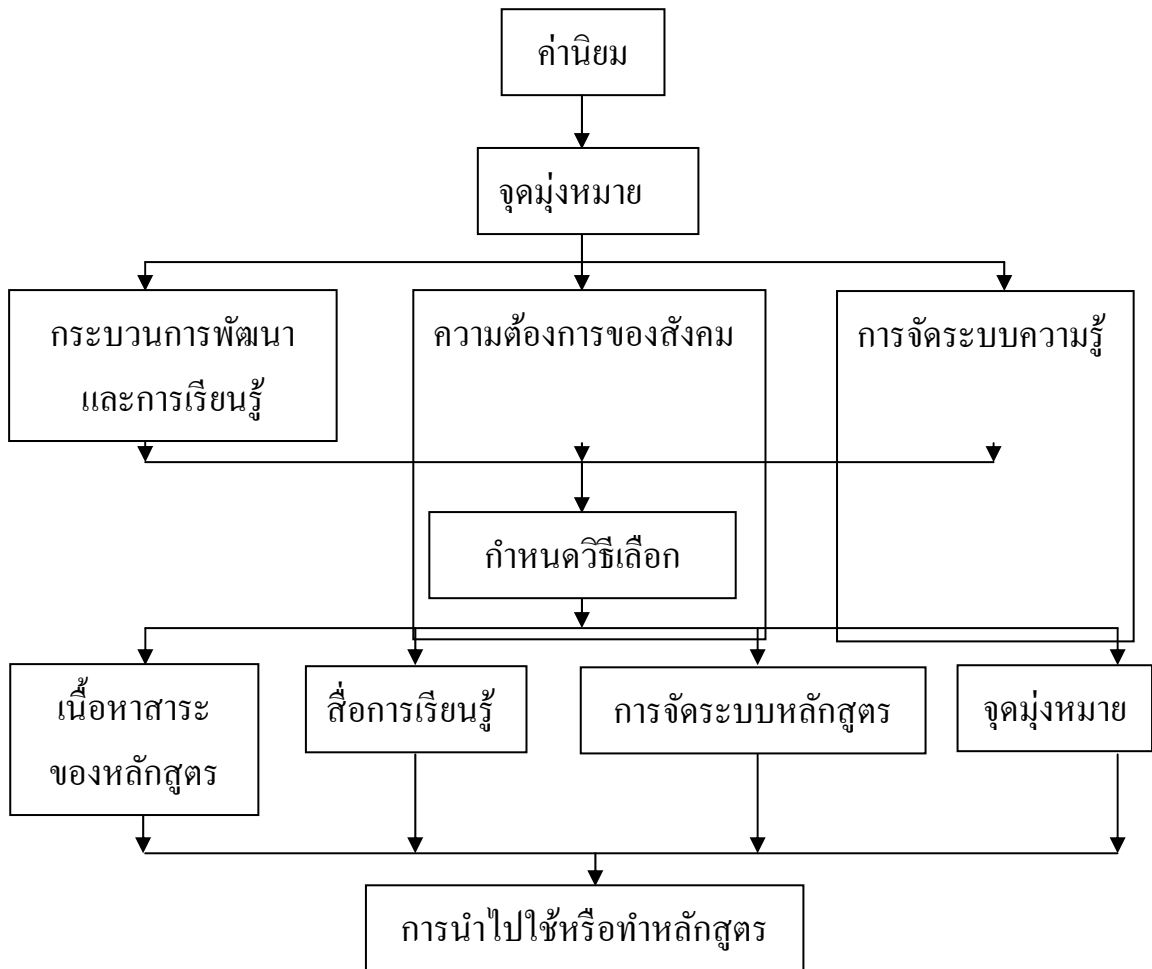 ค่านิยม
จุดมุ่งหมาย
กระบวนการพัฒนา
และการเรียนรู้
ความต้องการของสังคม
การจัดระบบความรู้
กำหนดวิธีเลือก
เนื้อหาสาระ
ของหลักสูตร
สื่อการเรียนรู้
การจัดระบบหลักสูตร
จุดมุ่งหมาย
การนำไปใช้หรือทำหลักสูตร